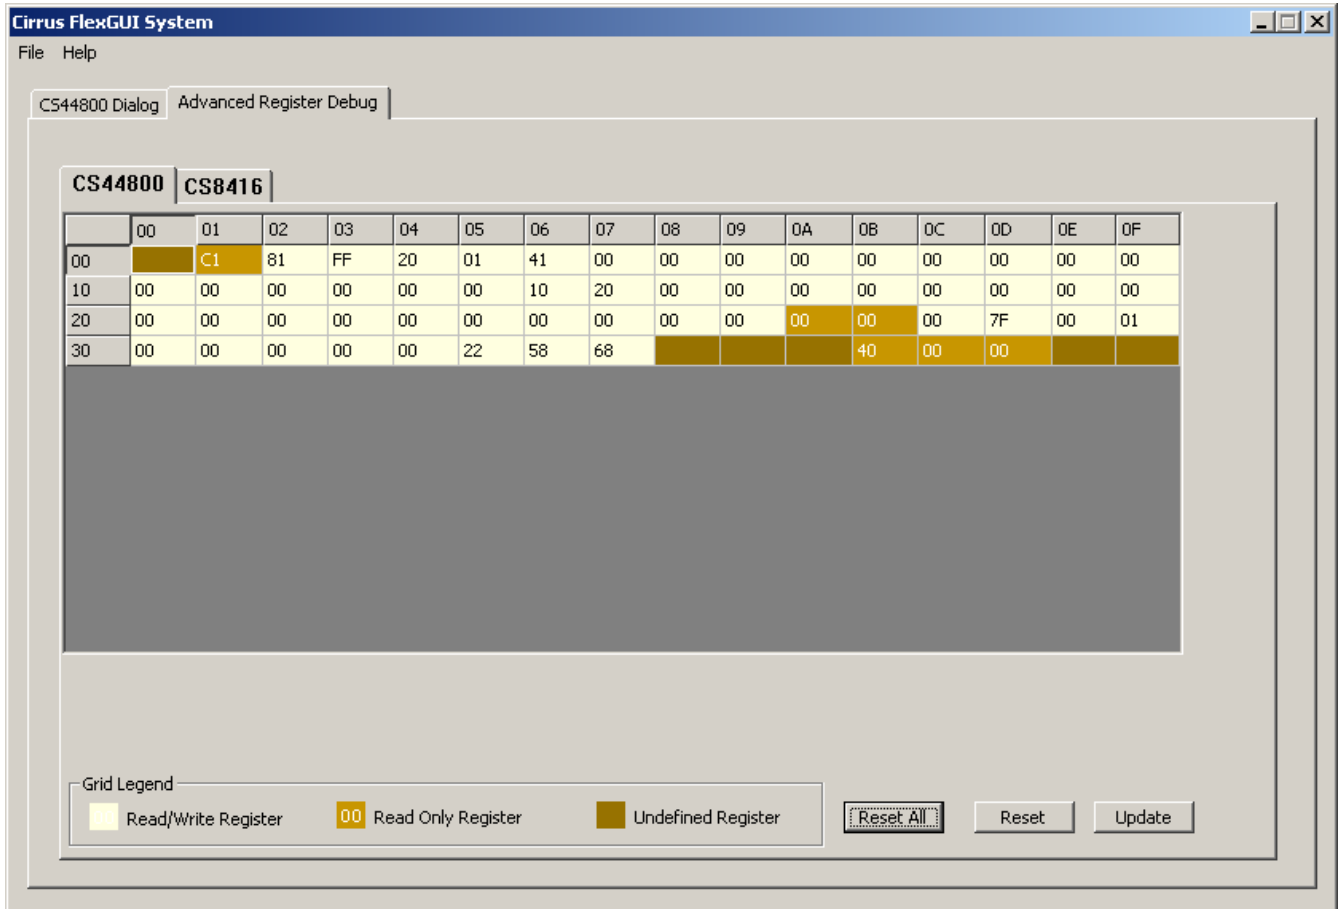 Cirrus FlexGUI System
File Help
CS44800 Dialog Advanced Register Debug
CS44800 CS8416
00 01 02 03 04 05 06 07 08 09 0A 0B 0C 0D 0E 0F
00 C1 81 FF 20 01 41 00 00 00 00 00 00 00 00 00
10 00 00 00 00 00 00 10 20 00 00 00 00 00 00 00 00
20 00 00 00 00 00 00 00 00 00 00 00 00 00 7F 00 01
30 00 00 00 00 00 22 58 68 40 00 00
Grid Legend
00 Read/Write Register 00 Read Only Register Undefined Register Reset All Reset Update